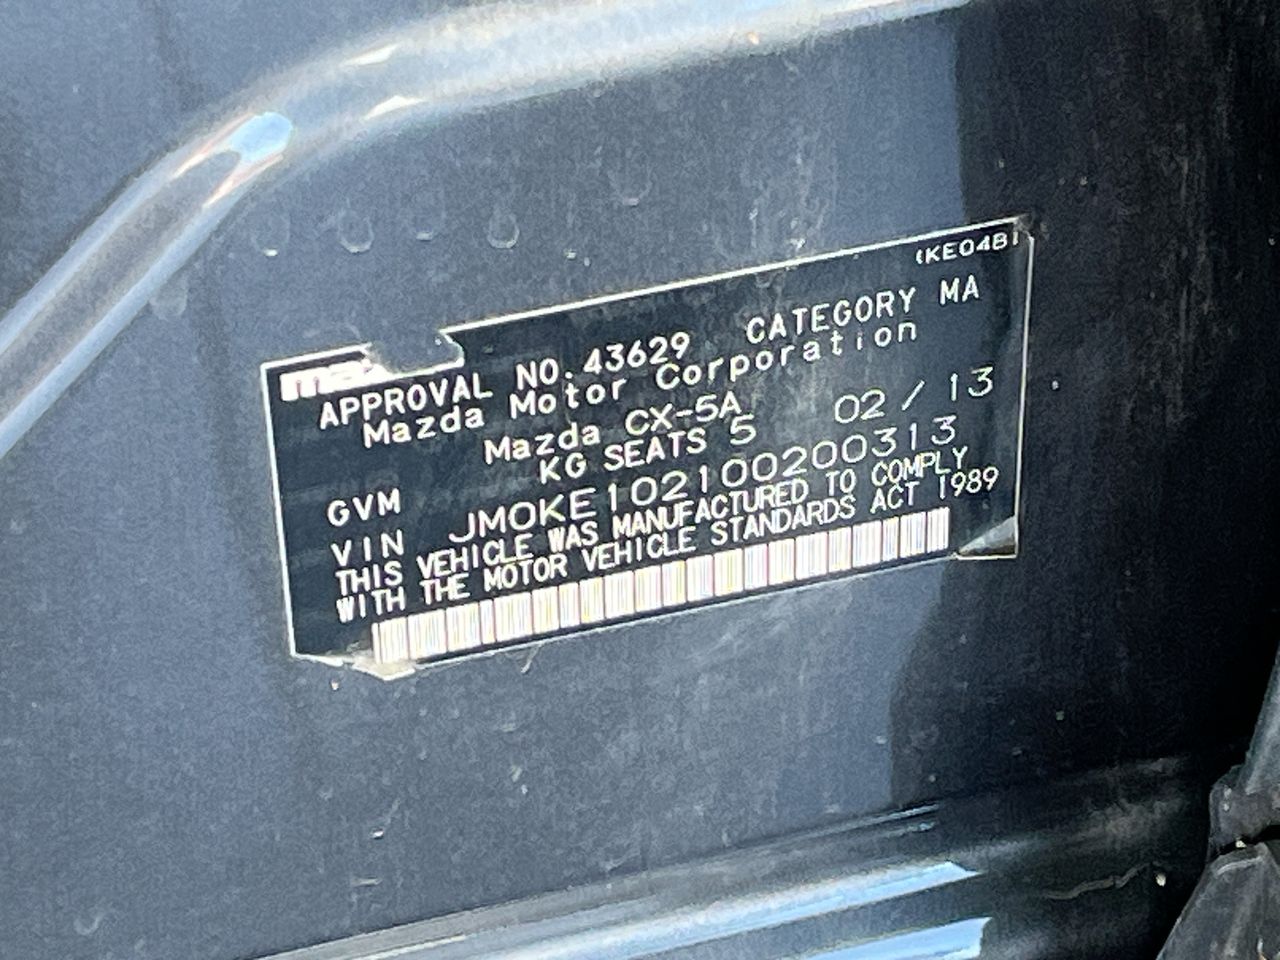 (KE04B)
APPROVAL NO. 43629 CATEGORY MA
Mazda Motor Corporation
Mazda CX-5A 02/13
GVM KG SEATS 5
VIN JM0KE102100200313
THIS VEHICLE WAS MANUFACTURED TO COMPLY
WITH THE MOTOR VEHICLE STANDARDS ACT 1989